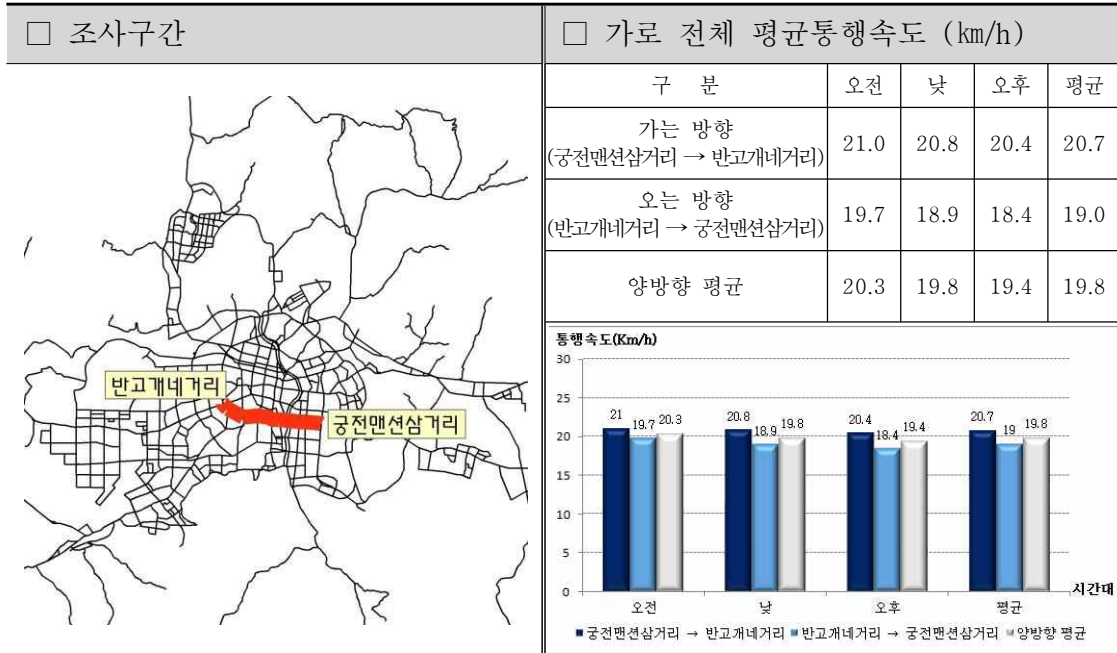 □ 조사구간
반고개네거리
궁전맨션삼거리
□ 가로 전체 평균통행속도 (㎞/h)
구 분 오전 낮 오후 평균
가는 방향
(궁전맨션삼거리 → 반고개네거리) 21.0 20.8 20.4 20.7
오는 방향
(반고개네거리 → 궁전맨션삼거리) 19.7 18.9 18.4 19.0
양방향 평균 20.3 19.8 19.4 19.8
통행속도(Km/h)
30
25
20
15
10
5
0
21 19.7 20.3 20.8 18.9 19.8 20.4 18.4 19.4 20.7 19 19.8
시간대
오전 낮 오후 평균
궁전맨션삼거리 → 반고개네거리 반고개네거리 → 궁전맨션삼거리 양방향 평균